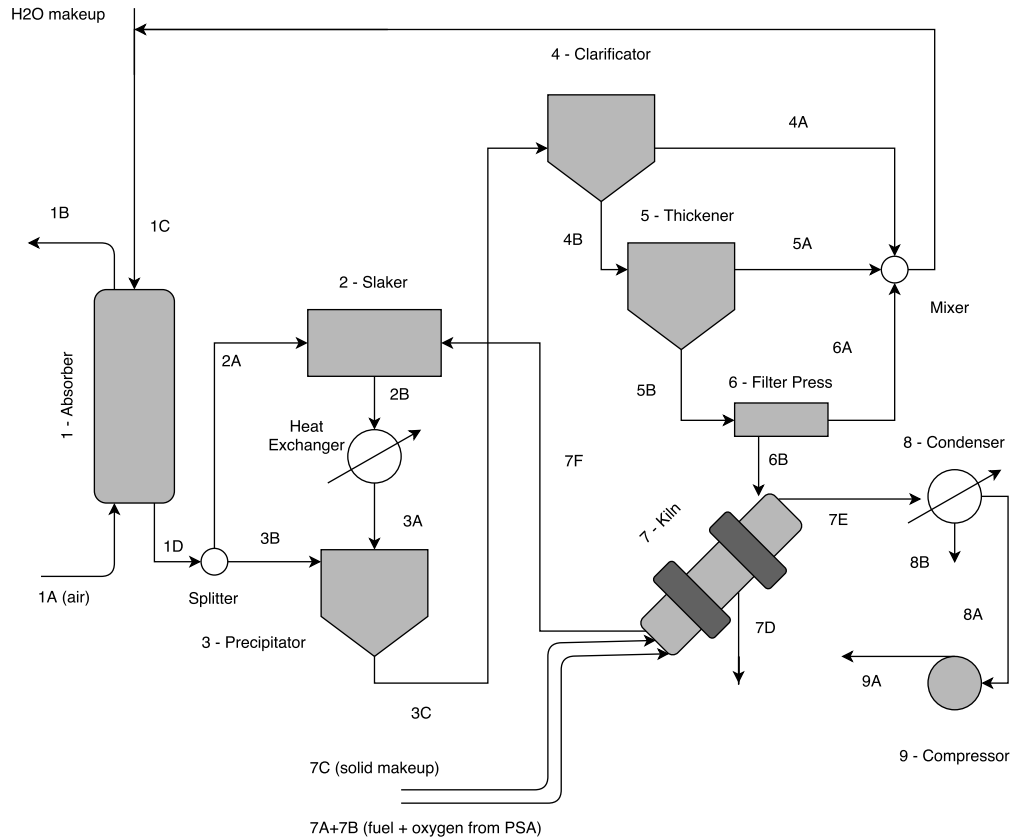 H2O makeup
4 - Clarificator
4A
1B
1C
5 - Thickener
4B
5A
2 - Slaker
Mixer
2A
6A
1 - Absorber
2B
5B
6 - Filter Press
Heat
Exchanger
8 - Condenser
7F
6B
7 - Kiln
7E
3A
1D
3B
8B
1A (air)
Splitter
8A
3 - Precipitator
7D
9A
3C
9 - Compressor
7C (solid makeup)
7A+7B (fuel + oxygen from PSA)